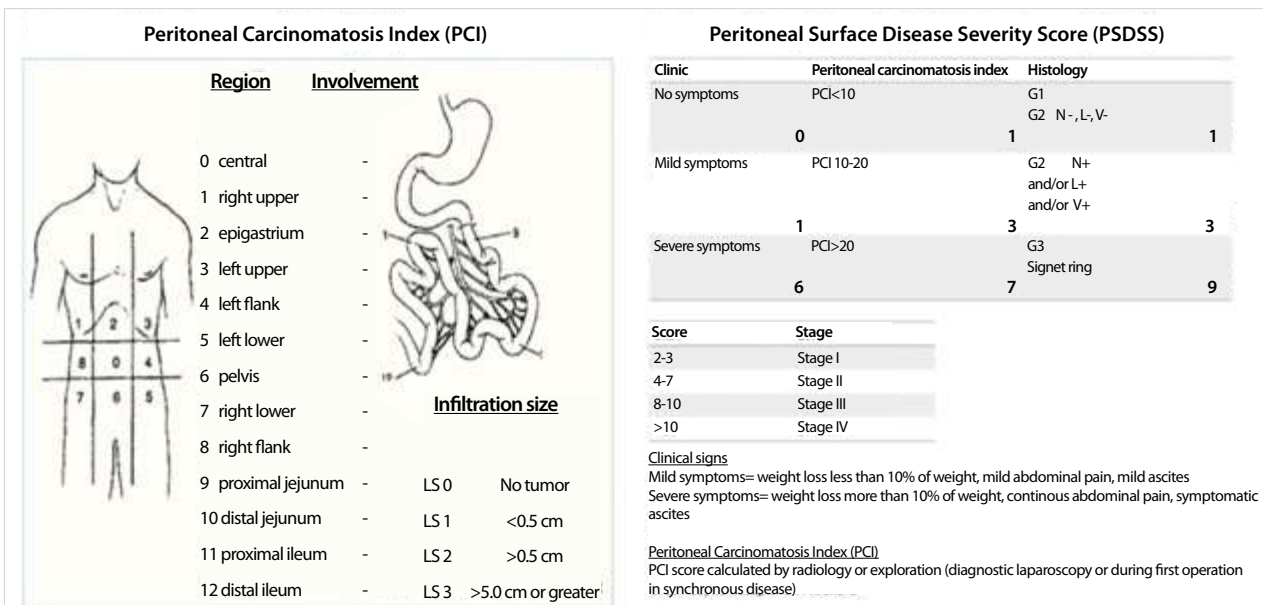 Peritoneal Carcinomatosis Index (PCI)
Region Involvement
0 central -
1 right upper -
2 epigastrium -
3 left upper -
4 left flank -
5 left lower -
6 pelvis -
7 right lower -
8 right flank -
9 proximal jejunum -
10 distal jejunum -
11 proximal ileum -
12 distal ileum -
1 2 3
8 0 4
7 6 5
Infiltration size
LS 0 No tumor
LS 1 <0.5 cm
LS 2 >0.5 cm
LS 3 >5.0 cm or greater
Peritoneal Surface Disease Severity Score (PSDSS)
Clinic Peritoneal carcinomatosis index Histology
No symptoms PCI<10 G1
G2 N-, L-, V-
0 1 1
Mild symptoms PCI 10-20 G2 N+
and/or L+
and/or V+
1 3 3
Severe symptoms PCI>20 G3
Signet ring
6 7 9
Score Stage
2-3 Stage I
4-7 Stage II
8-10 Stage III
>10 Stage IV
Clinical signs
Mild symptoms= weight loss less than 10% of weight, mild abdominal pain, mild ascites
Severe symptoms= weight loss more than 10% of weight, continous abdominal pain, symptomatic
ascites
Peritoneal Carcinomatosis Index (PCI)
PCI score calculated by radiology or exploration (diagnostic laparoscopy or during first operation
in synchronous disease)